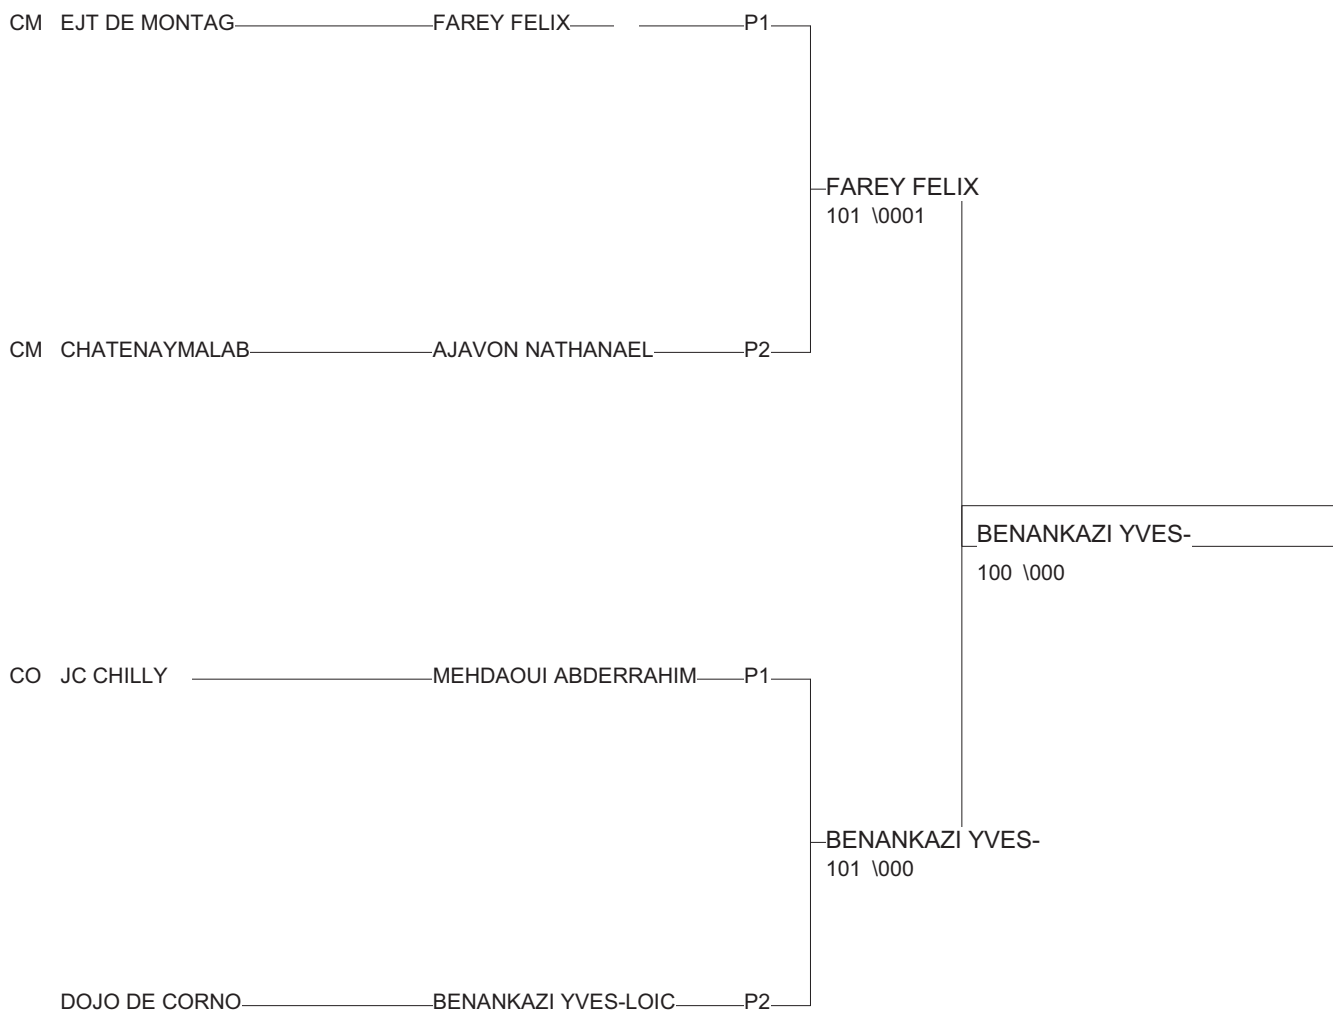 CM EJT DE MONTAG FAREY FELIX P1
FAREY FELIX
101 \0001
CM CHATENAYMALAB AJAVON NATHANAEL P2
BENANKAZI YVES-
100 \000
CO JC CHILLY MEHDAOUI ABDERRAHIM P1
BENANKAZI YVES-
101 \000
DOJO DE CORNO BENANKAZI YVES-LOIC P2